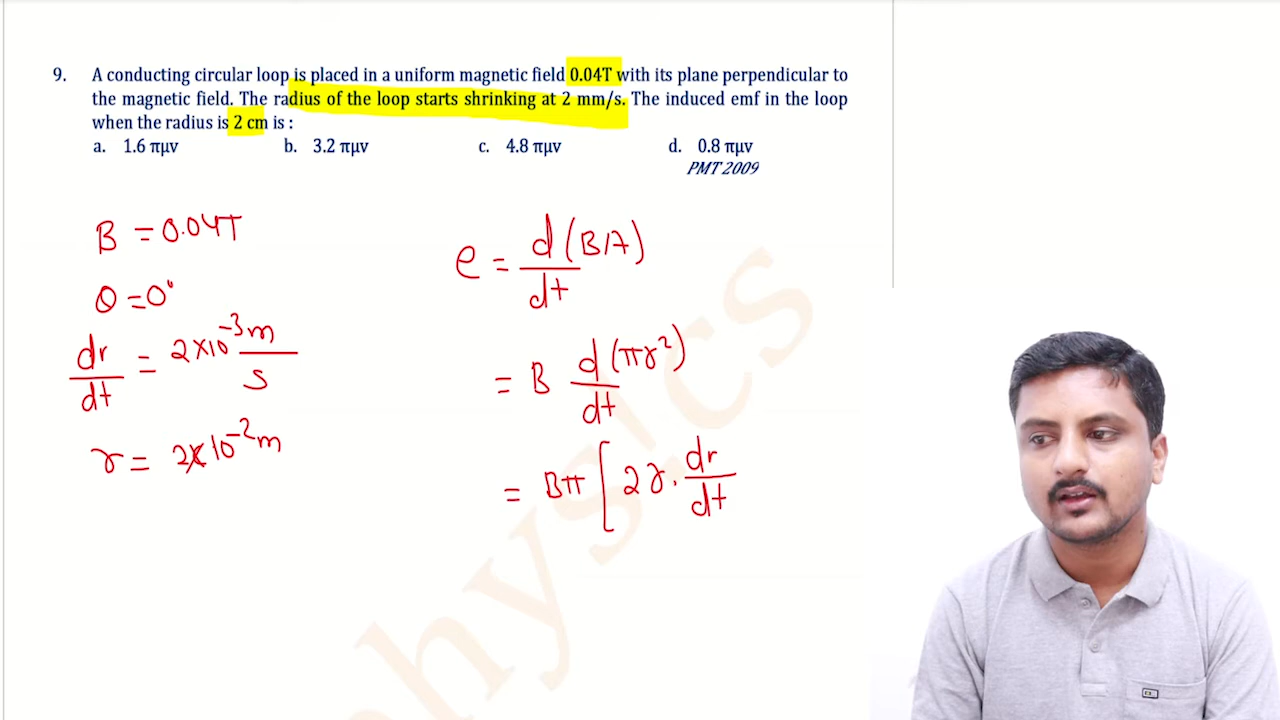 9. A conducting circular loop is placed in a uniform magnetic field 0.04T with its plane perpendicular to
the magnetic field. The radius of the loop starts shrinking at 2 mm/s. The induced emf in the loop
when the radius is 2 cm is :
a. 1.6 πμv b. 3.2 πμv c. 4.8 πμv d. 0.8 πμv
PMT 2009
B = 0.04T
θ = 0°
dr/dt = 2×10⁻³ m/s
r = 2×10⁻² m
e = d(BA)/dt
= B d(πr²)/dt
= Bπ [2r. dr/dt
physics